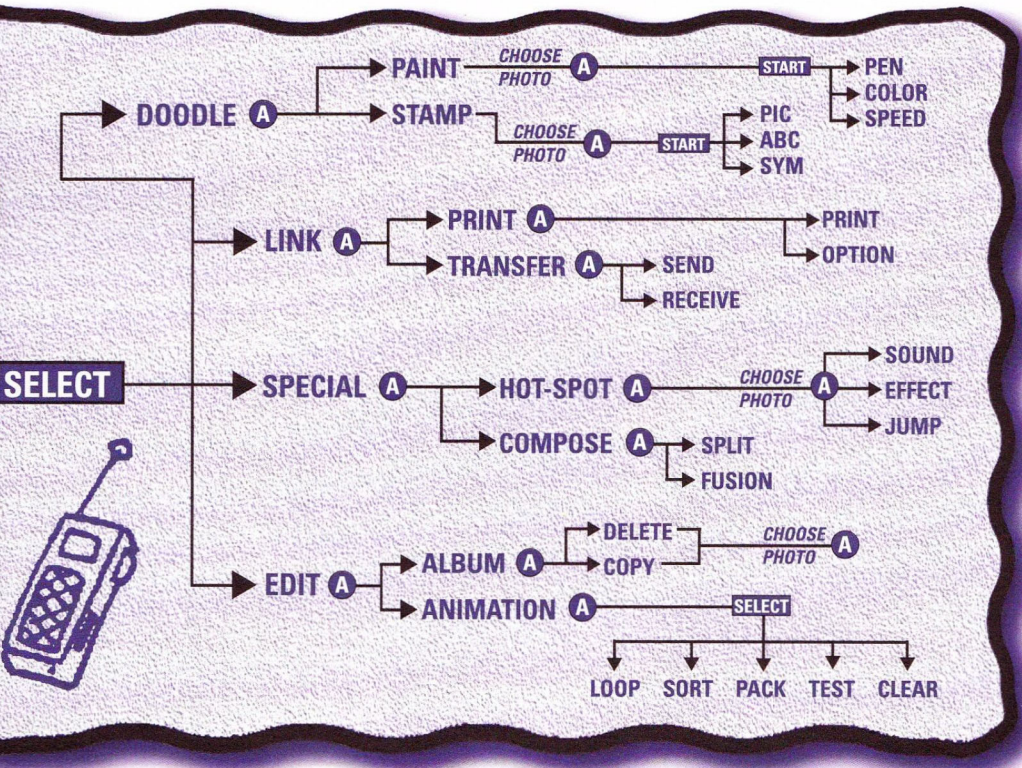 PAINT CHOOSE PHOTO A START PEN
COLOR
SPEED
DOODLE A STAMP CHOOSE PHOTO A START PIC
ABC
SYM
LINK A PRINT A PRINT
OPTION
TRANSFER A SEND
RECEIVE
SELECT SPECIAL A HOT-SPOT A CHOOSE PHOTO A SOUND
EFFECT
JUMP
COMPOSE A SPLIT
FUSION
EDIT A ALBUM A DELETE
COPY
CHOOSE PHOTO A
ANIMATION A SELECT
LOOP SORT PACK TEST CLEAR